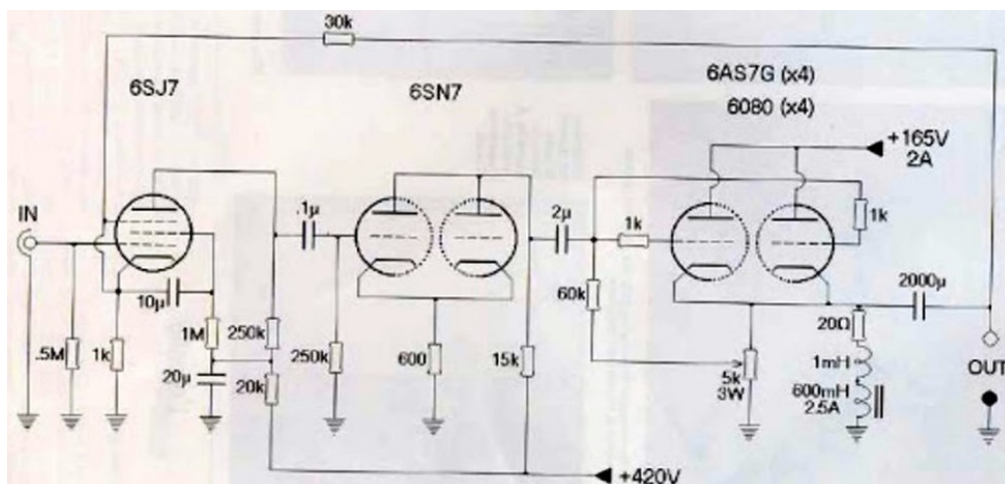 30k
6SJ7
6SN7
6AS7G (x4)
6080 (x4)
+165V
2A
IN
.1µ
2µ
1k
1k
10µ
60k
2000µ
.5M
1k
1M
250k
250k
600
15k
20Ω
20µ
20k
5k
3W
1mH
600mH
2.5A
OUT
+420V